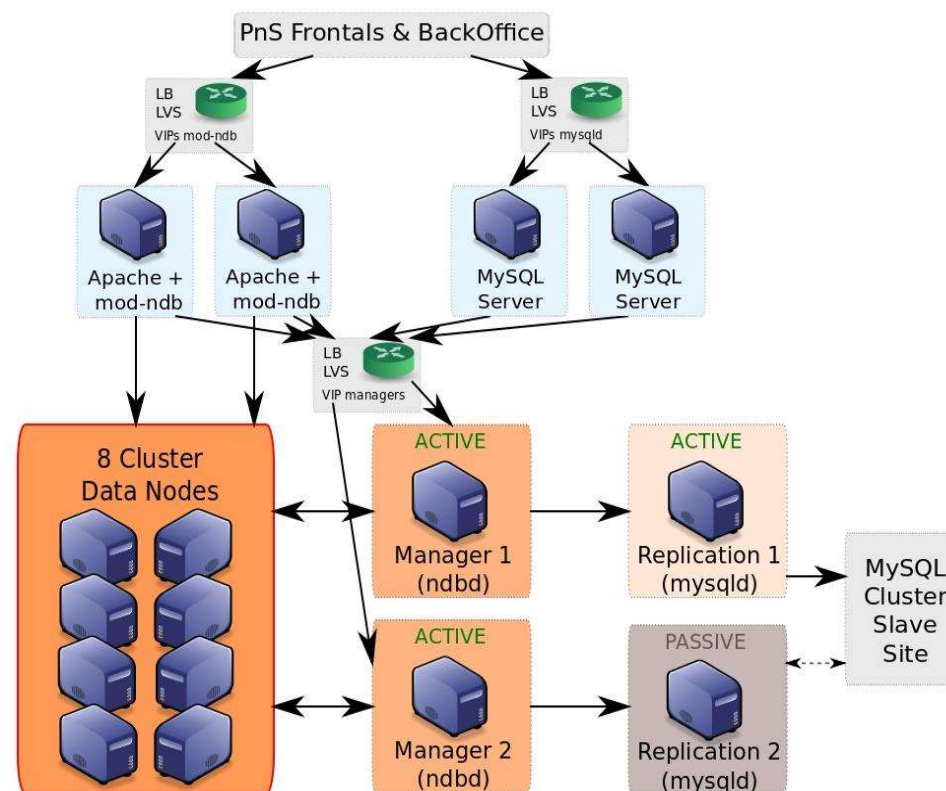 PnS Frontals & BackOffice
LB
LVS
VIPs mod-ndb
LB
LVS
VIPs mysqld
Apache +
mod-ndb
Apache +
mod-ndb
MySQL
Server
MySQL
Server
LB
LVS
VIP managers
8 Cluster
Data Nodes
ACTIVE
Manager 1
(ndbd)
ACTIVE
Replication 1
(mysqld)
MySQL
Cluster
Slave
Site
ACTIVE
Manager 2
(ndbd)
PASSIVE
Replication 2
(mysqld)